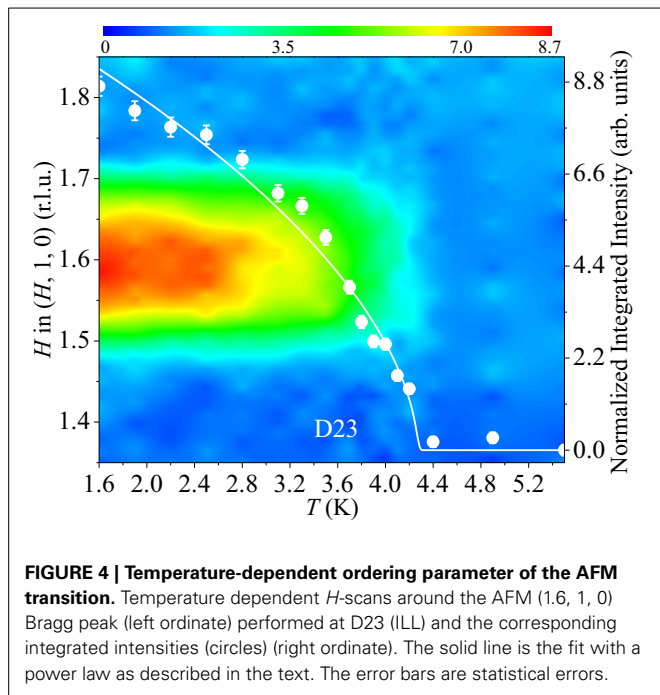 0 3.5 7.0 8.7
1.8
1.7
1.6
1.5
1.4
H in (H, 1, 0) (r.l.u.)
8.8
6.6
4.4
2.2
0.0
Normalized Integrated Intensity (arb. units)
D23
1.6 2.0 2.4 2.8 3.2 3.6 4.0 4.4 4.8 5.2
T (K)
FIGURE 4 | Temperature-dependent ordering parameter of the AFM
transition. Temperature dependent H-scans around the AFM (1.6, 1, 0)
Bragg peak (left ordinate) performed at D23 (ILL) and the corresponding
integrated intensities (circles) (right ordinate). The solid line is the fit with a
power law as described in the text. The error bars are statistical errors.